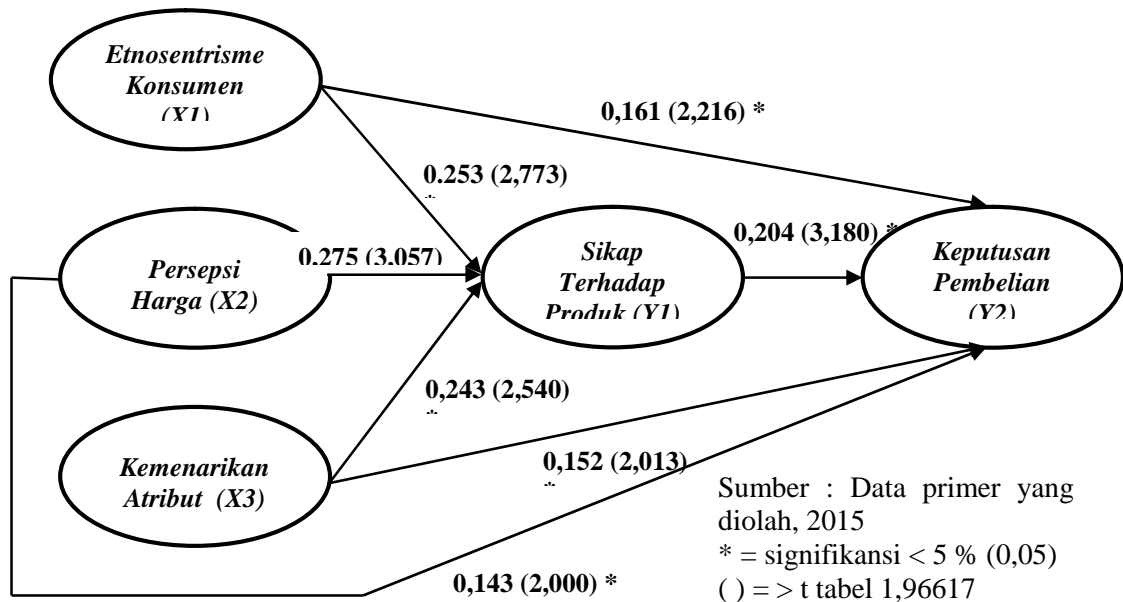 Etnosentrisme
Konsumen
(X1)
0,161 (2,216) *
0.253 (2,773)
*
Persepsi
Harga (X2)
0.275 (3.057)
Sikap
Terhadap
Produk (Y1)
0,204 (3,180) *
Keputusan
Pembelian
(Y2)
0,243 (2,540)
*
Kemenarikan
Atribut (X3)
0,152 (2,013)
*
0,143 (2,000) *
Sumber : Data primer yang
diolah, 2015
* = signifikansi < 5 % (0,05)
( ) = > t tabel 1,96617